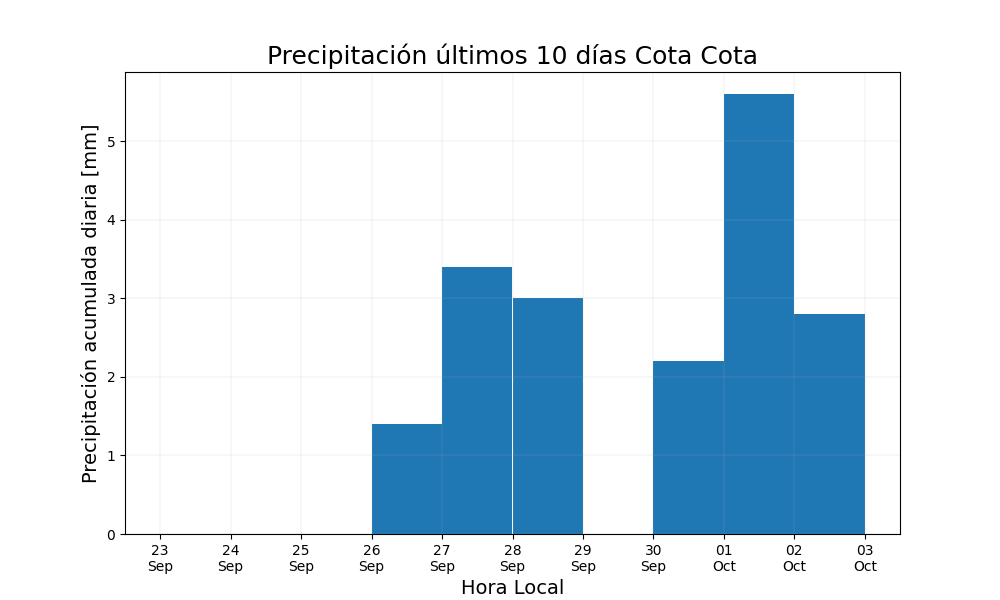 Precipitación últimos 10 días Cota Cota
Precipitación acumulada diaria [mm]
5
4
3
2
1
0
23 24 25 26 27 28 29 30 01 02 03
Sep Sep Sep Sep Sep Sep Sep Sep Oct Oct Oct
Hora Local